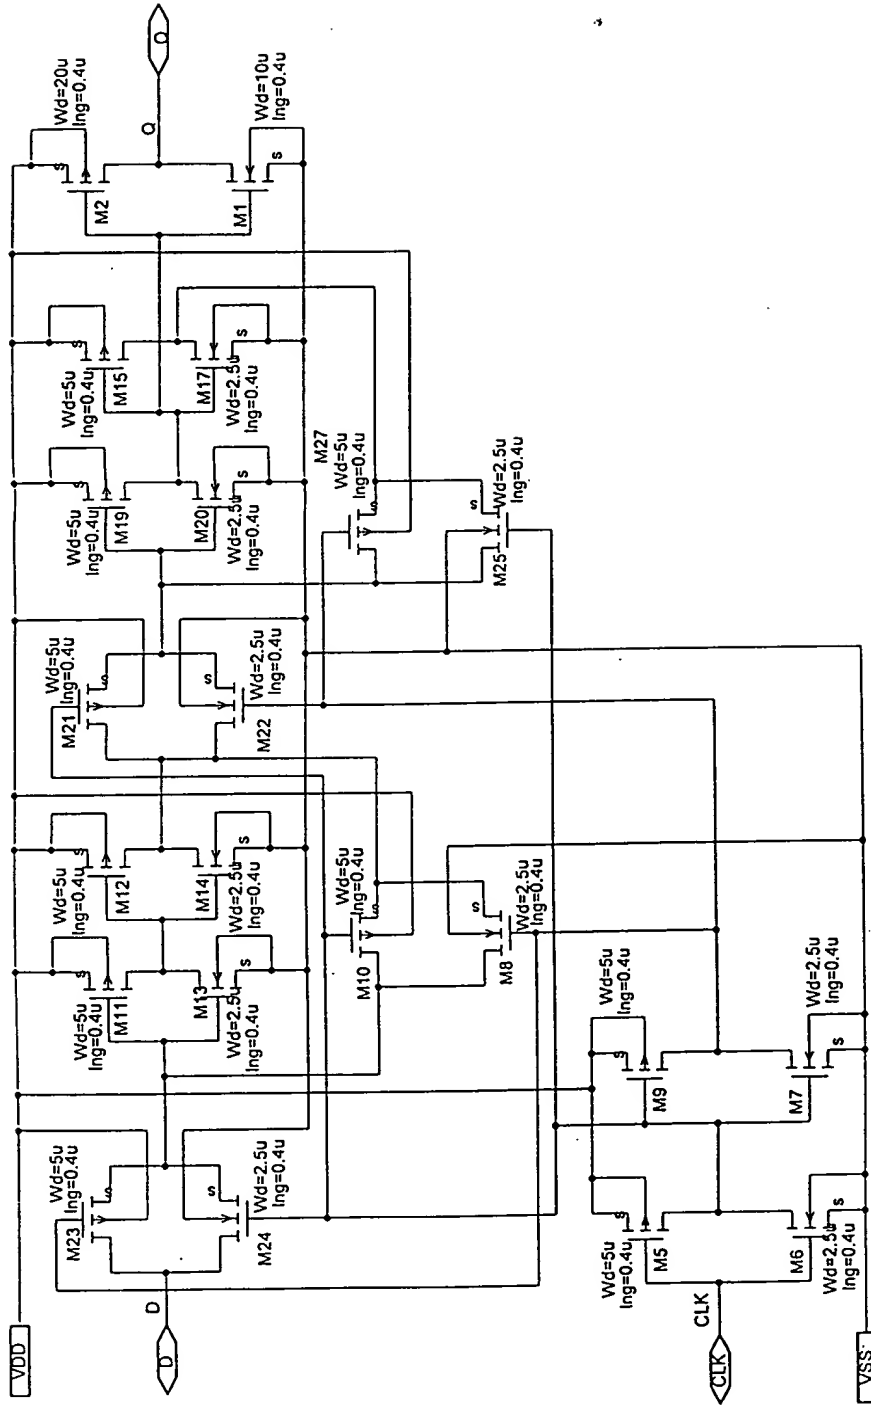 VDD
Wd=5u
lng=0.4u
M23
s
D
D
s
Wd=2.5u
lng=0.4u
M24
Wd=5u
lng=0.4u
M11
s
M13
Wd=2.5u
lng=0.4u
s
Wd=5u
lng=0.4u
M12
s
M14
Wd=2.5u
lng=0.4u
s
M21
Wd=5u
lng=0.4u
s
s
Wd=2.5u
lng=0.4u
M22
Wd=5u
lng=0.4u
M19
s
M20
Wd=2.5u
lng=0.4u
s
Wd=5u
lng=0.4u
M15
s
M17
Wd=2.5u
lng=0.4u
s
Wd=20u
lng=0.4u
s
M2
Q
Q
M1
Wd=10u
lng=0.4u
s
M10
Wd=5u
lng=0.4u
s
M8
s
Wd=2.5u
lng=0.4u
M27
Wd=5u
lng=0.4u
s
M25
s
Wd=2.5u
lng=0.4u
CLK
CLK
Wd=5u
lng=0.4u
M5
s
M6
Wd=2.5u
lng=0.4u
s
Wd=5u
lng=0.4u
M9
s
M7
Wd=2.5u
lng=0.4u
s
VSS